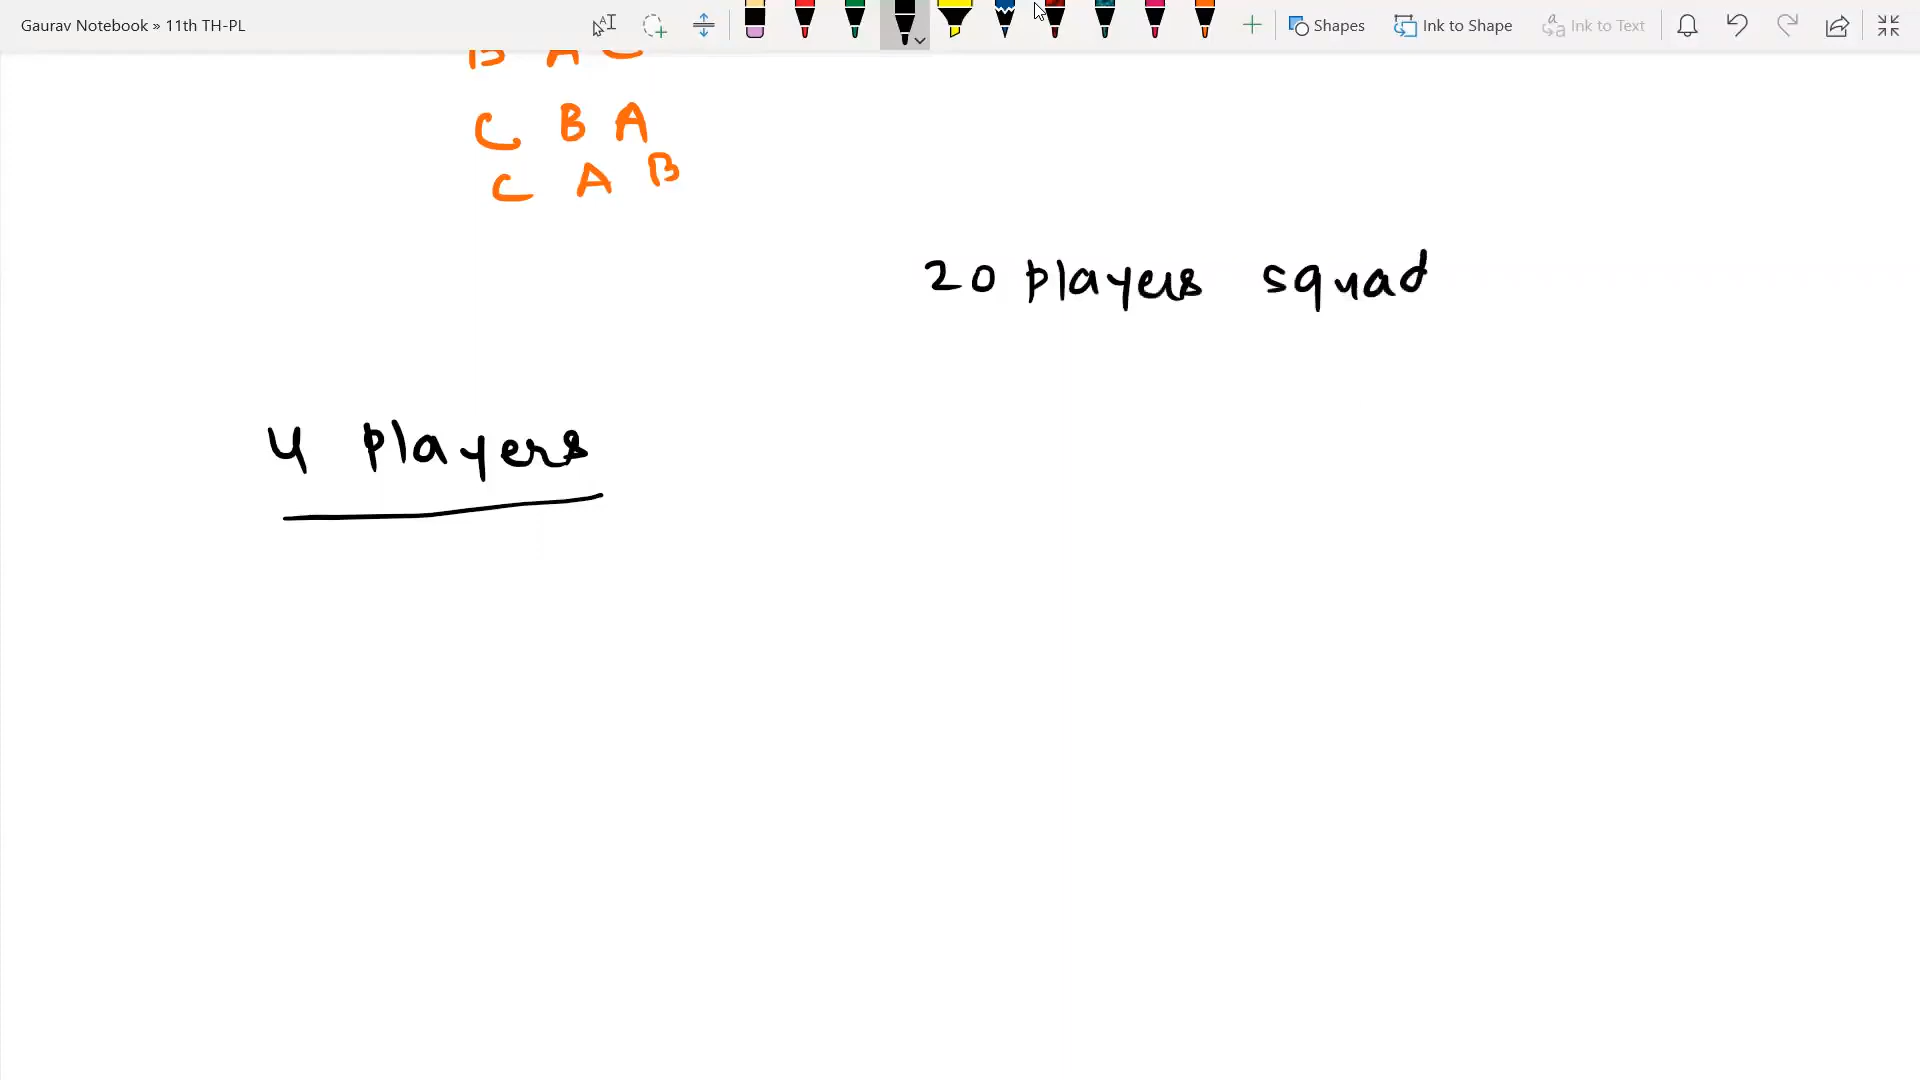 Gaurav Notebook » 11th TH-PL
Shapes
Ink to Shape
Ink to Text
B A C
C B A
C A B
20 players squad
4 players